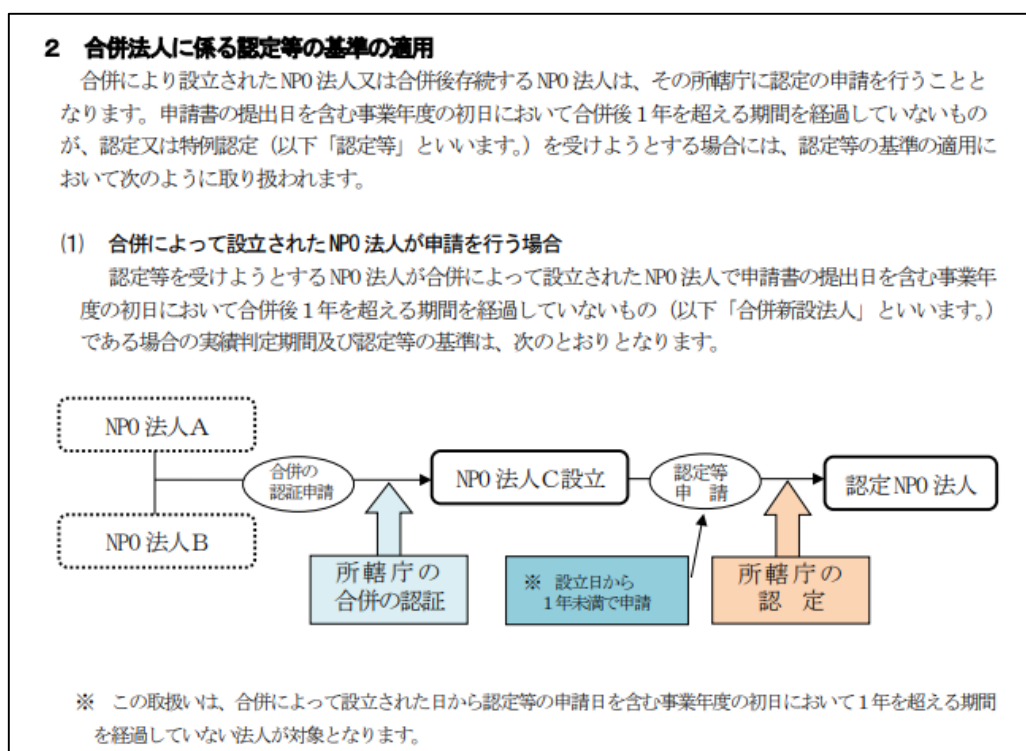 2 合併法人に係る認定等の基準の適用
合併により設立されたNPO 法人又は合併後存続するNPO 法人は、その所轄庁に認定の申請を行うことと
なります。申請書の提出日を含む事業年度の初日において合併後1年を超える期間を経過していないもの
が、認定又は特例認定（以下「認定等」といいます。）を受けようとする場合には、認定等の基準の適用に
おいて次のように取り扱われます。
⑴ 合併によって設立されたNPO 法人が申請を行う場合
認定等を受けようとするNPO 法人が合併によって設立されたNPO 法人で申請書の提出日を含む事業年
度の初日において合併後1年を超える期間を経過していないもの（以下「合併新設法人」といいます。）
である場合の実績判定期間及び認定等の基準は、次のとおりとなります。
NPO 法人A
合併の
認証申請
NPO 法人C設立
認定等
申 請
認定NPO 法人
NPO 法人B
所轄庁の
合併の認証
※ 設立日から
1年未満で申請
所轄庁の
認 定
※ この取扱いは、合併によって設立された日から認定等の申請日を含む事業年度の初日において1年を超える期間
を経過していない法人が対象となります。